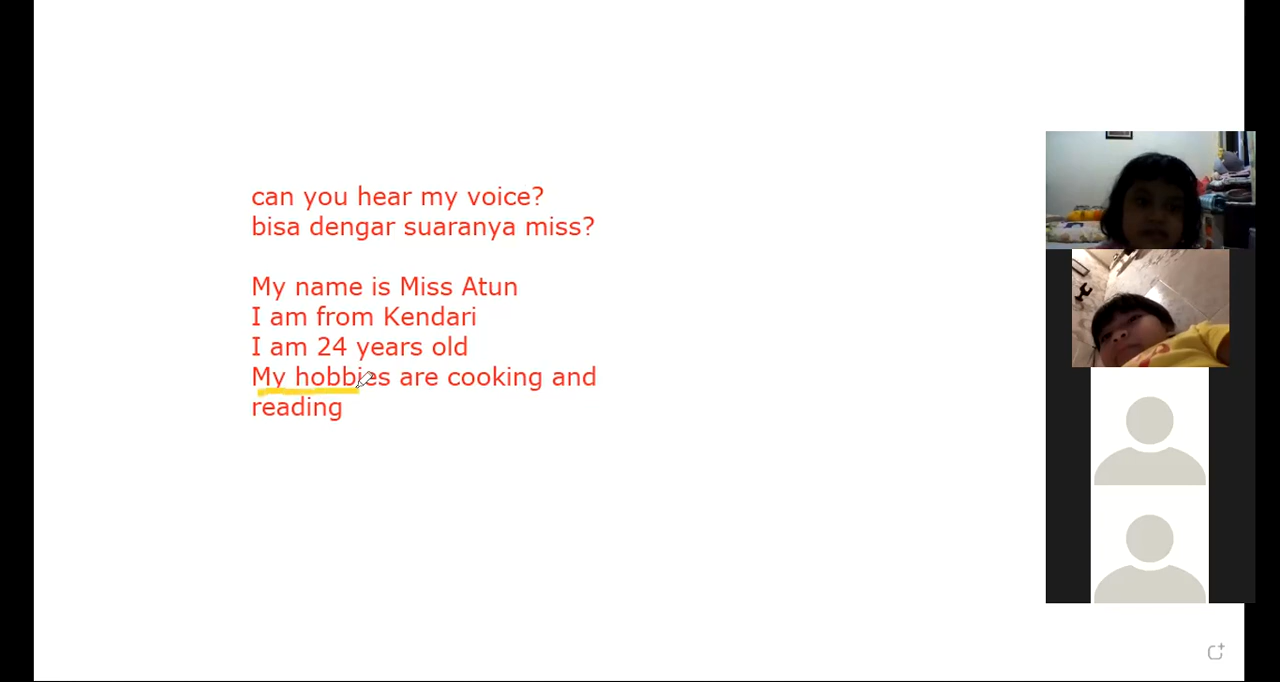 can you hear my voice?
bisa dengar suaranya miss?
My name is Miss Atun
I am from Kendari
I am 24 years old
My hobbies are cooking and
reading